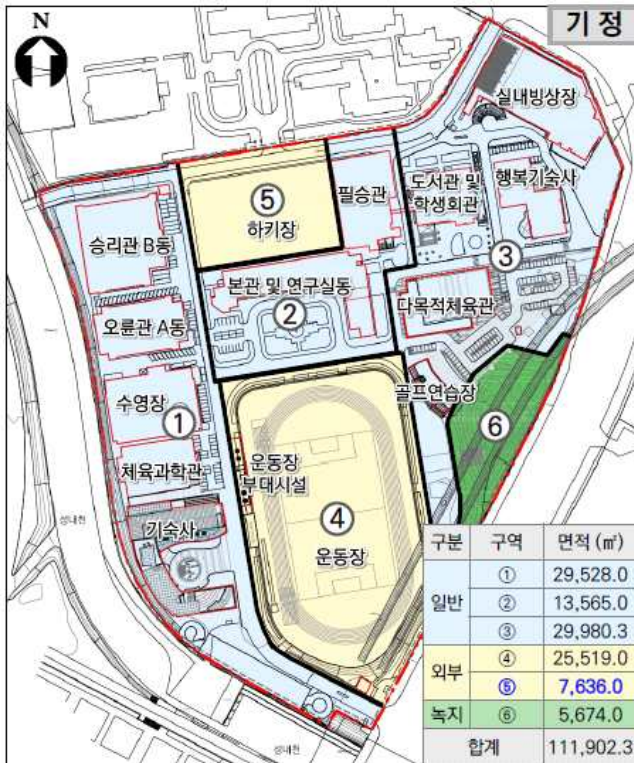 기 정
N
실내빙상장
⑤
하키장
필승관
도서관 및
학생회관
행복기숙사
③
승리관 B동
본관 및 연구실동
②
다목적체육관
오륜관 A동
골프연습장
수영장
①
⑥
체육과학관
운동장
부대시설
④
운동장
기숙사
성내천
성내천
구분 구역 면적 (㎡)
일반 ① 29,528.0
② 13,565.0
③ 29,980.3
외부 ④ 25,519.0
⑤ 7,636.0
녹지 ⑥ 5,674.0
합계 111,902.3